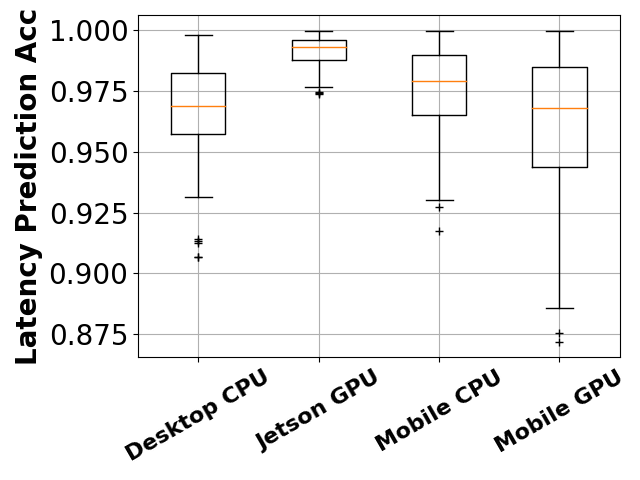 Latency Prediction Acc
1.000
0.975
0.950
0.925
0.900
0.875
Desktop CPU
Jetson GPU
Mobile CPU
Mobile GPU